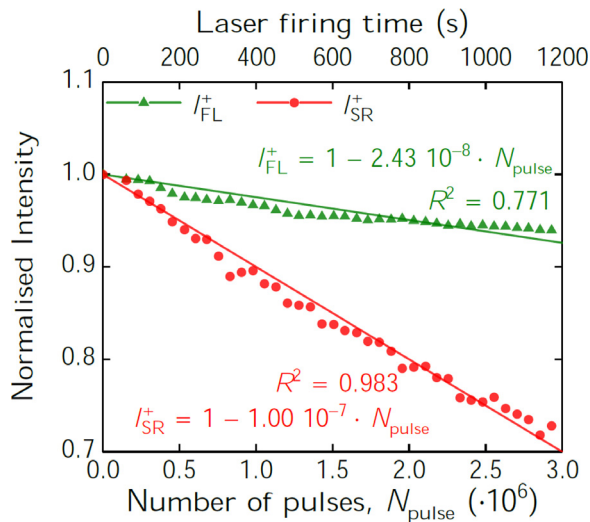 Laser firing time (s)
0 200 400 600 800 1000 1200
1.1
1.0
0.9
0.8
0.7
Normalised Intensity
I⁺FL I⁺SR
I⁺FL = 1 – 2.43 10⁻⁸ · Npulse
R² = 0.771
R² = 0.983
I⁺SR = 1 – 1.00 10⁻⁷ · Npulse
0.0 0.5 1.0 1.5 2.0 2.5 3.0
Number of pulses, Npulse (·10⁶)